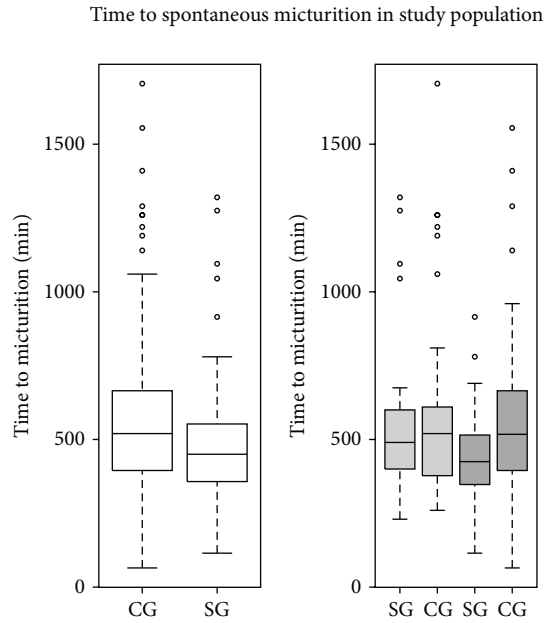 Time to spontaneous micturition in study population
Time to micturition (min)
1500
1000
500
0
CG SG
Time to micturition (min)
1500
1000
500
0
SG CG SG CG